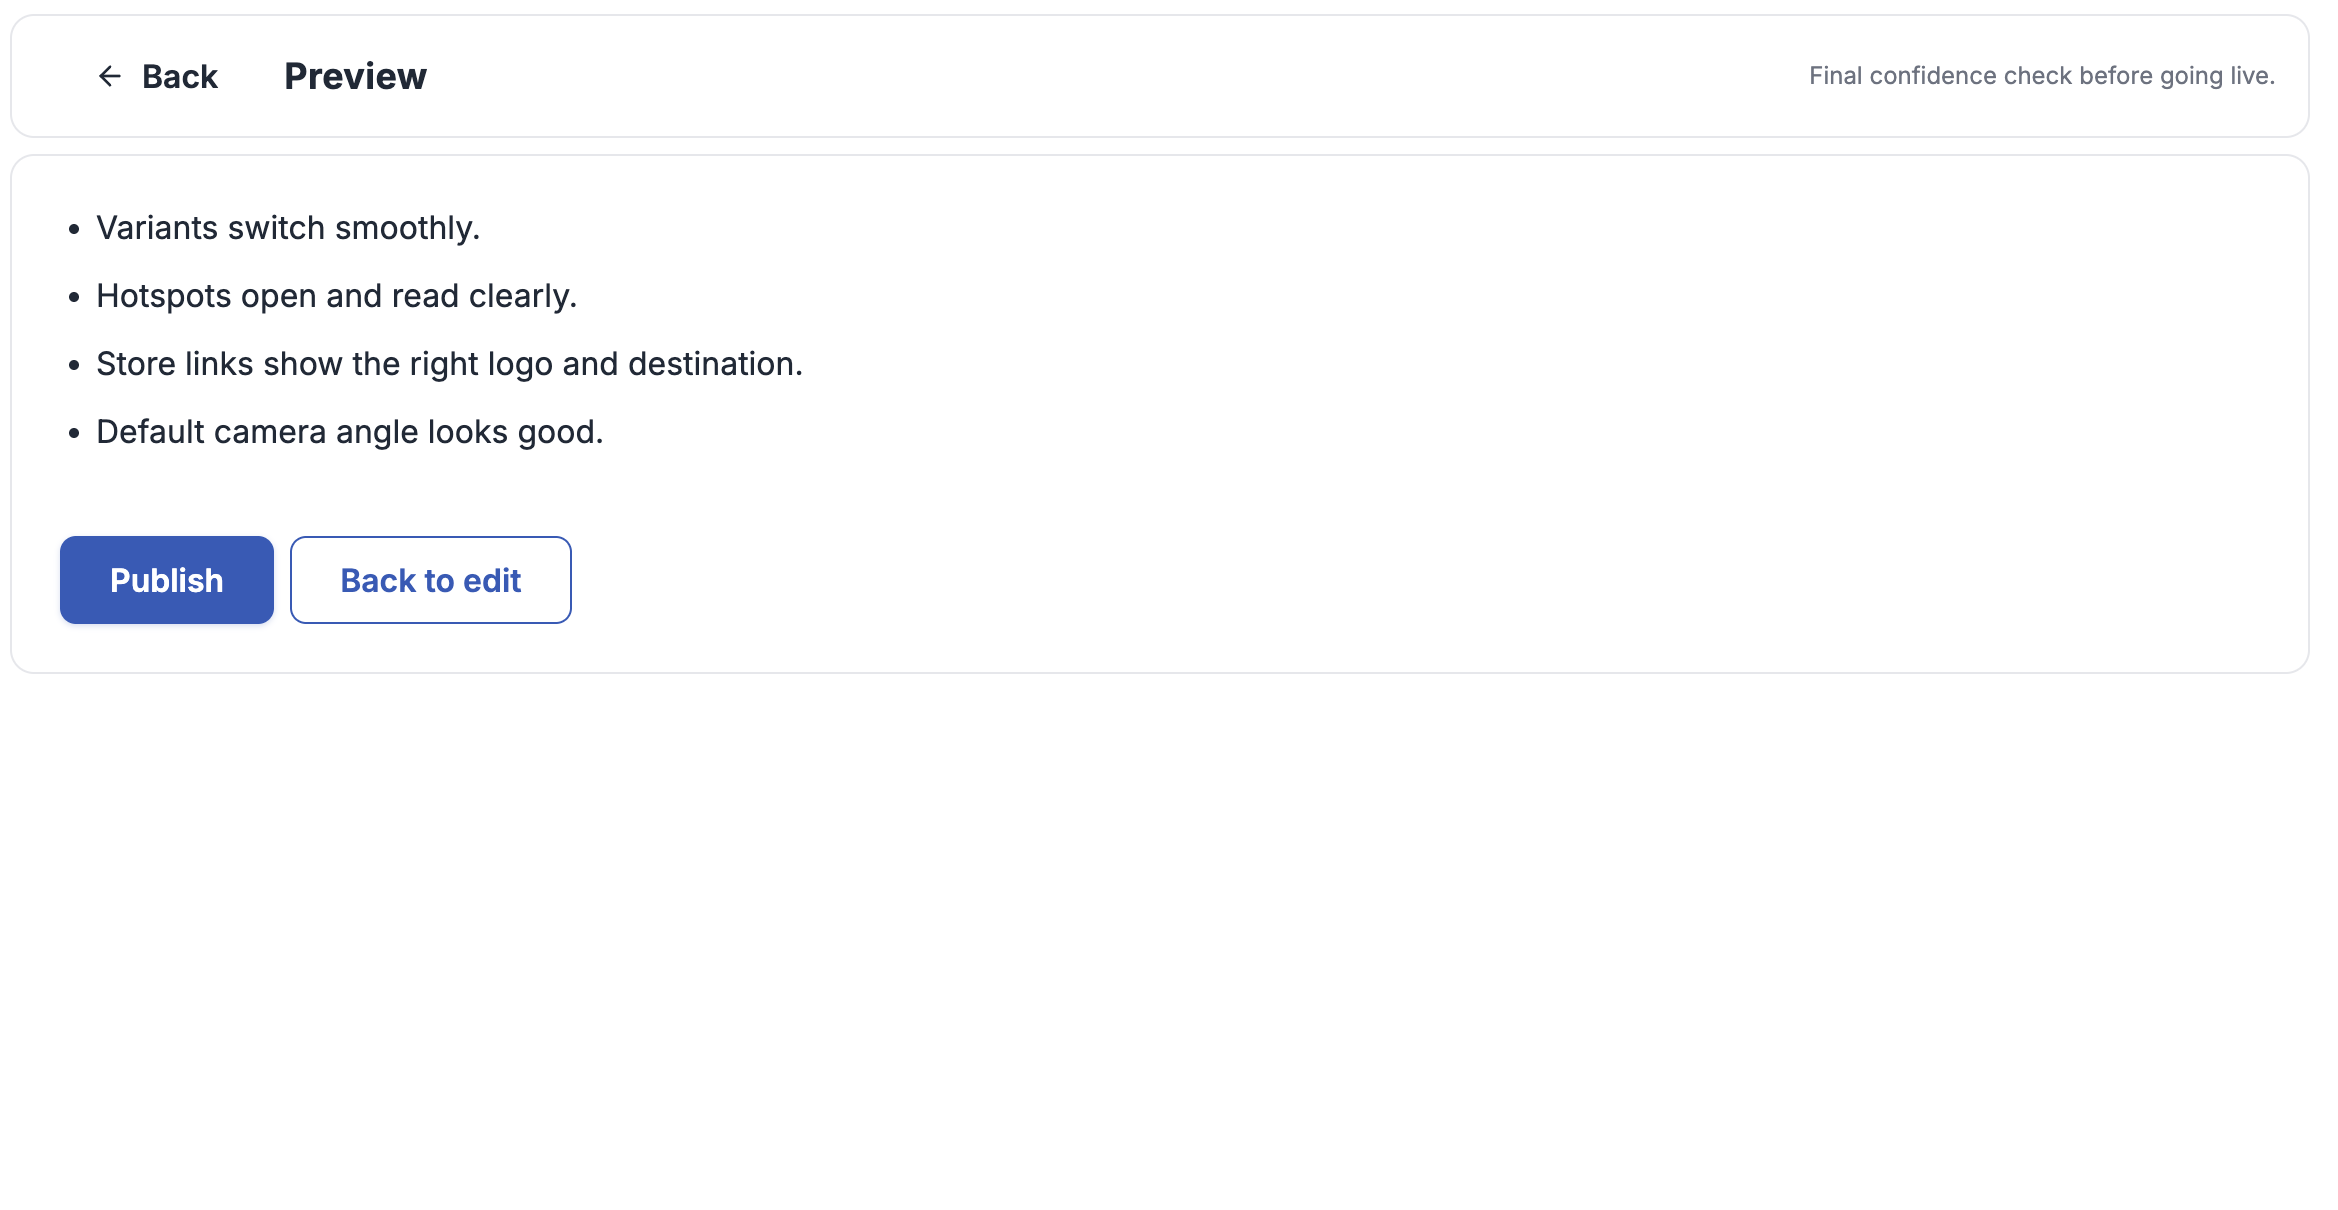 ← Back Preview Final confidence check before going live.
• Variants switch smoothly.
• Hotspots open and read clearly.
• Store links show the right logo and destination.
• Default camera angle looks good.
Publish Back to edit